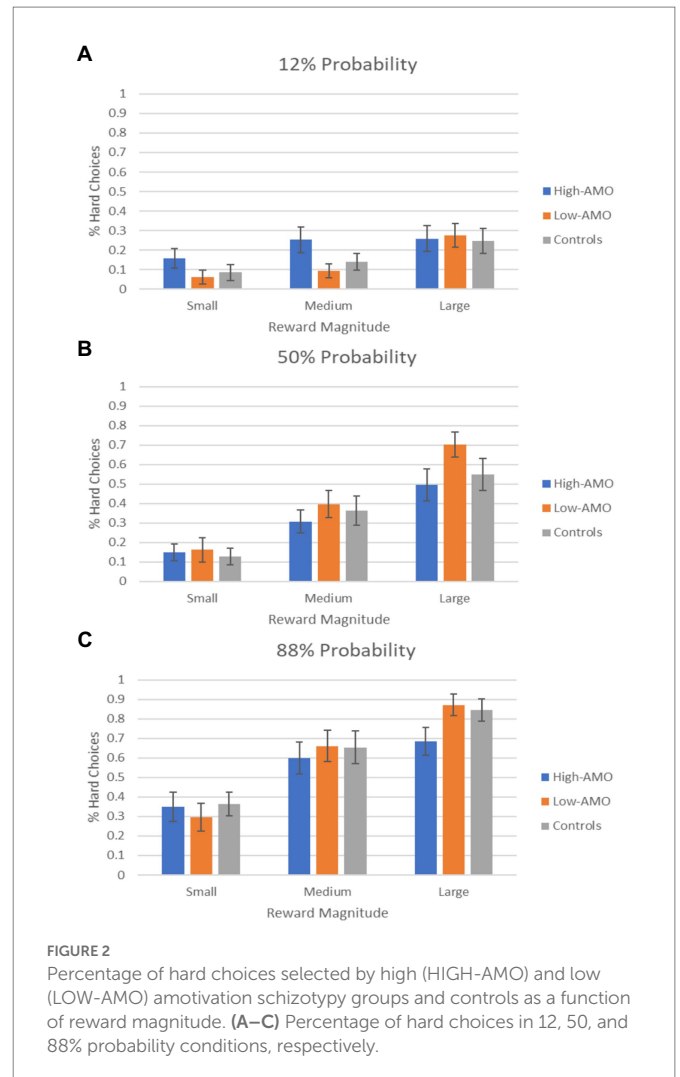 A
12% Probability
1
0.9
0.8
0.7
0.6
0.5
0.4
0.3
0.2
0.1
0
% Hard Choices
High-AMO
Low-AMO
Controls
Small Medium Large
Reward Magnitude
B
50% Probability
1
0.9
0.8
0.7
0.6
0.5
0.4
0.3
0.2
0.1
0
% Hard Choices
High-AMO
Low-AMO
Controls
Small Medium Large
Reward Magnitude
C
88% Probability
1
0.9
0.8
0.7
0.6
0.5
0.4
0.3
0.2
0.1
0
% Hard Choices
High-AMO
Low-AMO
Controls
Small Medium Large
Reward Magnitude
FIGURE 2
Percentage of hard choices selected by high (HIGH-AMO) and low
(LOW-AMO) amotivation schizotypy groups and controls as a function
of reward magnitude. (A–C) Percentage of hard choices in 12, 50, and
88% probability conditions, respectively.